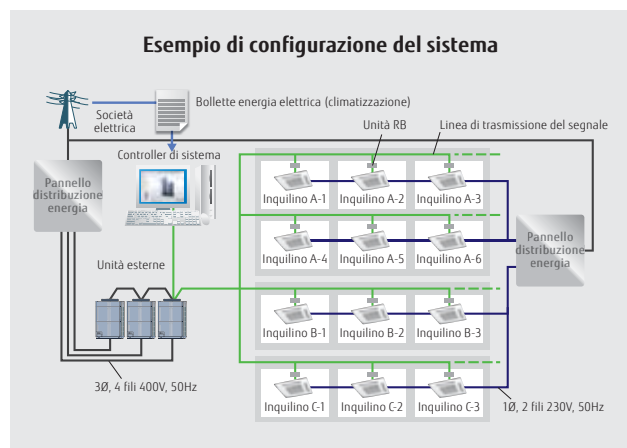 Esempio di configurazione del sistema
Bollette energia elettrica (climatizzazione)
Società
elettrica
Unità RB
Linea di trasmissione del segnale
Controller di sistema
Pannello
distribuzione
energia
Inquilino A-1
Inquilino A-2
Inquilino A-3
Inquilino A-4
Inquilino A-5
Inquilino A-6
Pannello
distribuzione
energia
Unità esterne
Inquilino B-1
Inquilino B-2
Inquilino B-3
Inquilino C-1
Inquilino C-2
Inquilino C-3
3Ø, 4 fili 400V, 50Hz
1Ø, 2 fili 230V, 50Hz